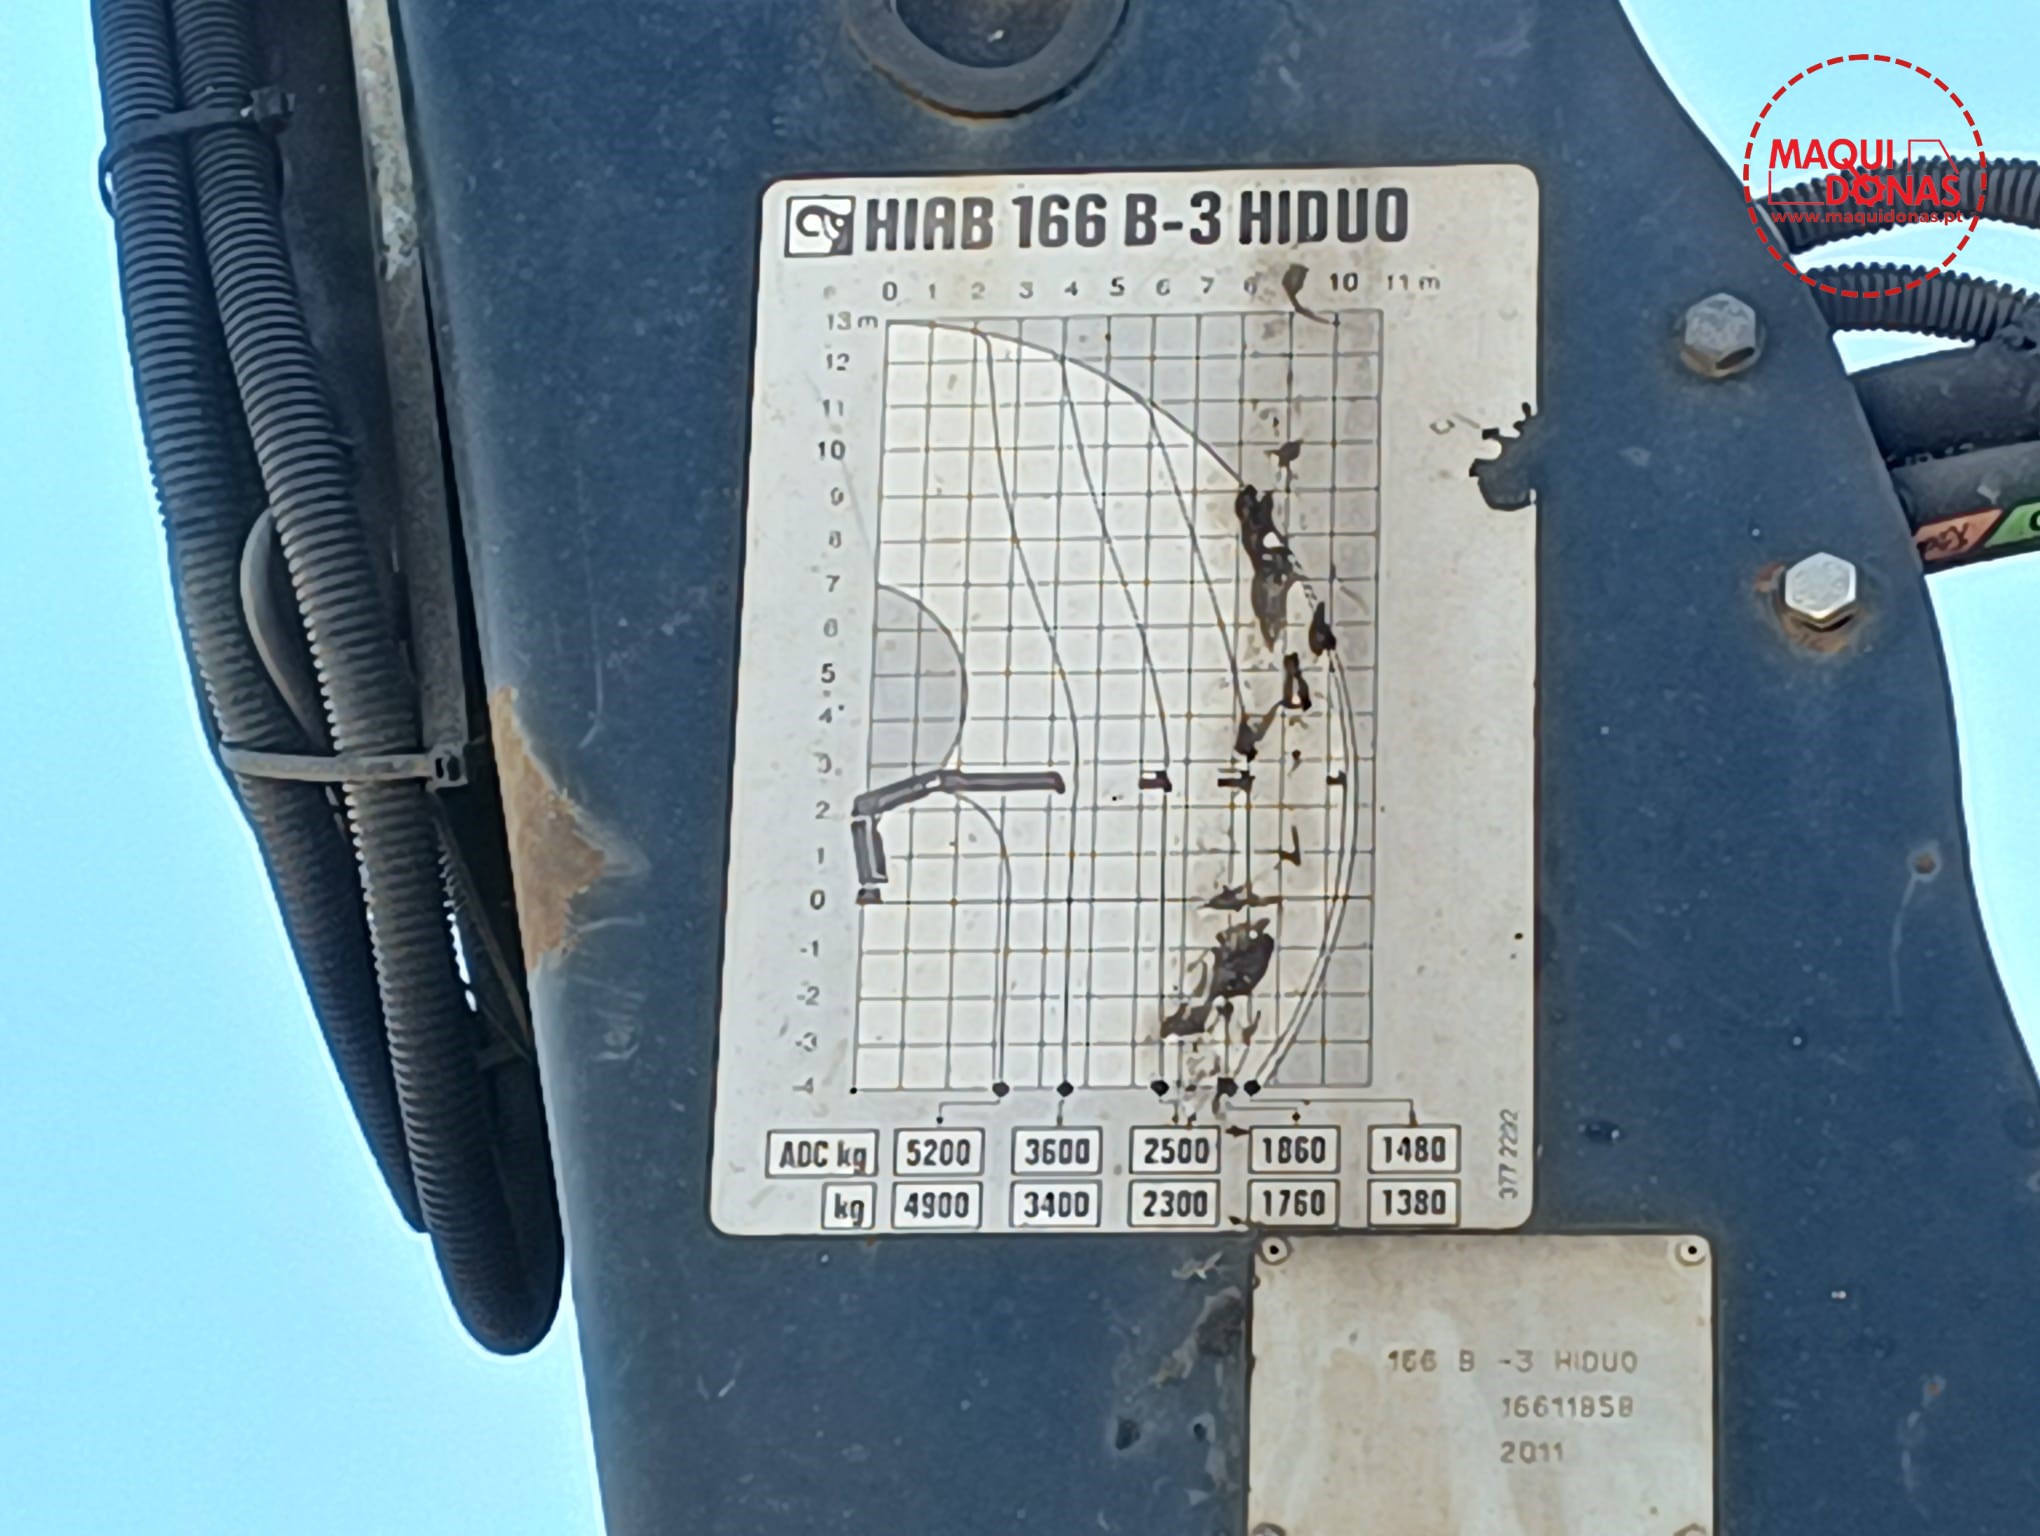 MAQUI
DONAS
www.maquidonas.pt
HIAB 166 B-3 HIDUO
0 1 2 3 4 5 6 7 8 10 11 m
13 m
12
11
10
9
8
7
6
5
4
3
2
1
0
-1
-2
-3
-4
ADC kg 5200 3600 2500 1860 1480
kg 4900 3400 2300 1760 1380
377 2292
166 B -3 HIDUO
16611858
2011